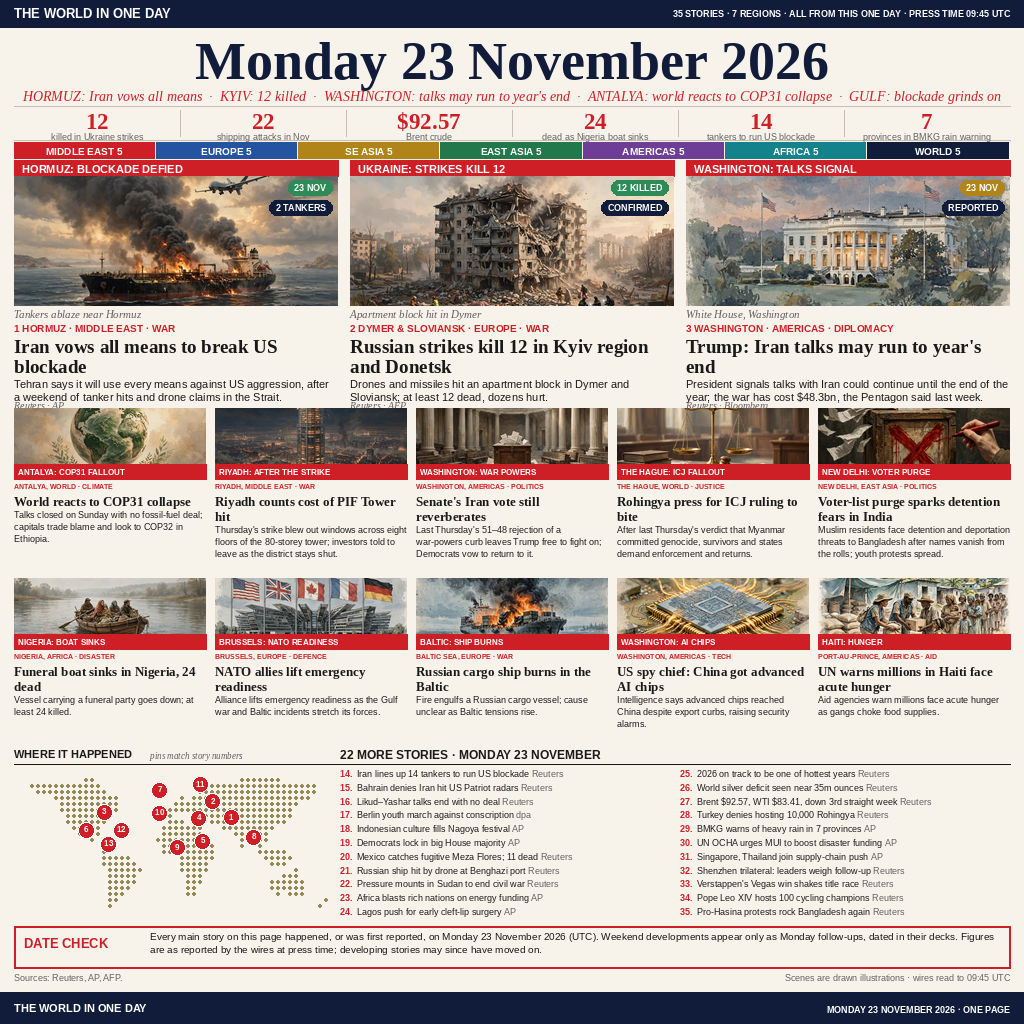 THE WORLD IN ONE DAY
35 STORIES · 7 REGIONS · ALL FROM THIS ONE DAY · PRESS TIME 09:45 UTC
Monday 23 November 2026
HORMUZ: Iran vows all means · KYIV: 12 killed · WASHINGTON: talks may run to year's end · ANTALYA: world reacts to COP31 collapse · GULF: blockade grinds on
12
killed in Ukraine strikes
22
shipping attacks in Nov
$92.57
Brent crude
24
dead as Nigeria boat sinks
14
tankers to run US blockade
7
provinces in BMKG rain warning
MIDDLE EAST 5
EUROPE 5
SE ASIA 5
EAST ASIA 5
AMERICAS 5
AFRICA 5
WORLD 5
HORMUZ: BLOCKADE DEFIED
23 NOV
2 TANKERS
Tankers ablaze near Hormuz
1 HORMUZ · MIDDLE EAST · WAR
Iran vows all means to break US
blockade
Tehran says it will use every means against US aggression, after
a weekend of tanker hits and drone claims in the Strait.
Reuters · AP
UKRAINE: STRIKES KILL 12
12 KILLED
CONFIRMED
Apartment block hit in Dymer
2 DYMER & SLOVIANSK · EUROPE · WAR
Russian strikes kill 12 in Kyiv region
and Donetsk
Drones and missiles hit an apartment block in Dymer and
Sloviansk; at least 12 dead, dozens hurt.
Reuters · AFP
WASHINGTON: TALKS SIGNAL
23 NOV
REPORTED
White House, Washington
3 WASHINGTON · AMERICAS · DIPLOMACY
Trump: Iran talks may run to year's
end
President signals talks with Iran could continue until the end of the
year; the war has cost $48.3bn, the Pentagon said last week.
Reuters · Bloomberg
ANTALYA: COP31 FALLOUT
ANTALYA, WORLD · CLIMATE
World reacts to COP31 collapse
Talks closed on Sunday with no fossil-fuel deal;
capitals trade blame and look to COP32 in
Ethiopia.
RIYADH: AFTER THE STRIKE
RIYADH, MIDDLE EAST · WAR
Riyadh counts cost of PIF Tower
hit
Thursday's strike blew out windows across eight
floors of the 80-storey tower; investors told to
leave as the district stays shut.
WASHINGTON: WAR POWERS
WASHINGTON, AMERICAS · POLITICS
Senate's Iran vote still
reverberates
Last Thursday's 51–48 rejection of a
war-powers curb leaves Trump free to fight on;
Democrats vow to return to it.
THE HAGUE: ICJ FALLOUT
THE HAGUE, WORLD · JUSTICE
Rohingya press for ICJ ruling to
bite
After last Thursday's verdict that Myanmar
committed genocide, survivors and states
demand enforcement and returns.
NEW DELHI: VOTER PURGE
NEW DELHI, EAST ASIA · POLITICS
Voter-list purge sparks detention
fears in India
Muslim residents face detention and deportation
threats to Bangladesh after names vanish from
the rolls; youth protests spread.
NIGERIA: BOAT SINKS
NIGERIA, AFRICA · DISASTER
Funeral boat sinks in Nigeria, 24
dead
Vessel carrying a funeral party goes down; at
least 24 killed.
BRUSSELS: NATO READINESS
BRUSSELS, EUROPE · DEFENCE
NATO allies lift emergency
readiness
Alliance lifts emergency readiness as the Gulf
war and Baltic incidents stretch its forces.
BALTIC: SHIP BURNS
BALTIC SEA, EUROPE · WAR
Russian cargo ship burns in the
Baltic
Fire engulfs a Russian cargo vessel; cause
unclear as Baltic tensions rise.
WASHINGTON: AI CHIPS
WASHINGTON, AMERICAS · TECH
US spy chief: China got advanced
AI chips
Intelligence says advanced chips reached
China despite export curbs, raising security
alarms.
HAITI: HUNGER
PORT-AU-PRINCE, AMERICAS · AID
UN warns millions in Haiti face
acute hunger
Aid agencies warn millions face acute hunger
as gangs choke food supplies.
WHERE IT HAPPENED pins match story numbers
7
11
3
10
2
4
1
6
12
13
9
5
8
22 MORE STORIES · MONDAY 23 NOVEMBER
14. Iran lines up 14 tankers to run US blockade Reuters
15. Bahrain denies Iran hit US Patriot radars Reuters
16. Likud–Yashar talks end with no deal Reuters
17. Berlin youth march against conscription dpa
18. Indonesian culture fills Nagoya festival AP
19. Democrats lock in big House majority AP
20. Mexico catches fugitive Meza Flores; 11 dead Reuters
21. Russian ship hit by drone at Benghazi port Reuters
22. Pressure mounts in Sudan to end civil war Reuters
23. Africa blasts rich nations on energy funding AP
24. Lagos push for early cleft-lip surgery AP
25. 2026 on track to be one of hottest years Reuters
26. World silver deficit seen near 35m ounces Reuters
27. Brent $92.57, WTI $83.41, down 3rd straight week Reuters
28. Turkey denies hosting 10,000 Rohingya Reuters
29. BMKG warns of heavy rain in 7 provinces AP
30. UN OCHA urges MUI to boost disaster funding AP
31. Singapore, Thailand join supply-chain push AP
32. Shenzhen trilateral: leaders weigh follow-up Reuters
33. Verstappen's Vegas win shakes title race Reuters
34. Pope Leo XIV hosts 100 cycling champions Reuters
35. Pro-Hasina protests rock Bangladesh again Reuters
DATE CHECK
Every main story on this page happened, or was first reported, on Monday 23 November 2026 (UTC). Weekend developments appear only as Monday follow-ups, dated in their decks. Figures
are as reported by the wires at press time; developing stories may since have moved on.
Sources: Reuters, AP, AFP.
Scenes are drawn illustrations · wires read to 09:45 UTC
THE WORLD IN ONE DAY
MONDAY 23 NOVEMBER 2026 · ONE PAGE